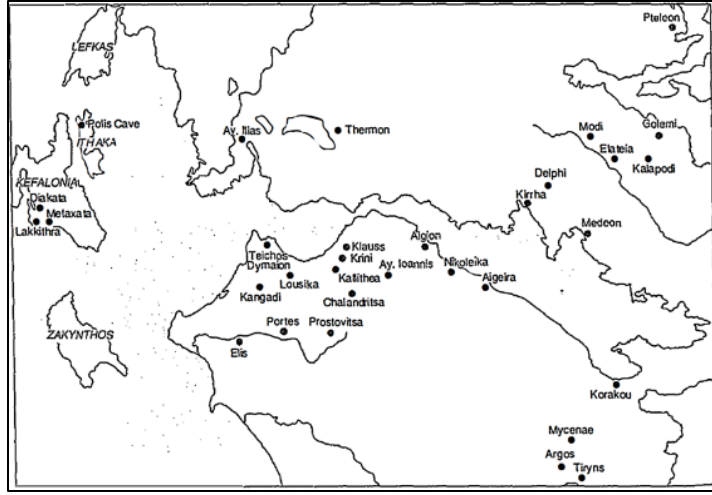 Pteleon
LEFKAS
Polis Cave
ITHAKA
Ay. Ilias
Thermon
Modi
Golemi
Elateia
Kalapodi
KEFALONIA
Diakata
Metaxata
Lakkithra
Delphi
Kirrha
Medeon
Teichos
Dymaion
Klauss
Krini
Aigion
Lousika
Kallithea
Ay. Ioannis
Nikoleika
Kangadi
Chalandritsa
Aigeira
ZAKYNTHOS
Portes
Prostovitsa
Elis
Korakou
Mycenae
Argos
Tiryns